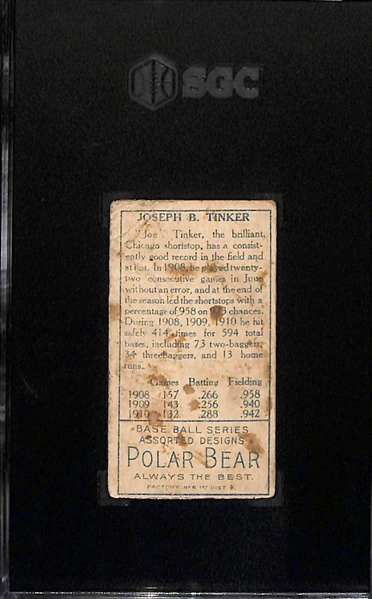 SGC
JOSEPH B. TINKER
Joe Tinker, the brilliant,
Chicago shortstop, has a consist-
ently good record in the field and
at bat. In 1908, he played twenty-
two consecutive games in June
without an error, and at the end of
the season led the shortstops with a
percentage of 958 on chances.
During 1908, 1909, 1910 he hit
safely 414 times for 594 total
bases, including 73 two-baggers,
34 three-baggers, and 13 home
runs.
Games Batting Fielding
1908 157 .266 .958
1909 143 .256 .940
1910 132 .288 .942
BASE BALL SERIES
ASSORTED DESIGNS
POLAR BEAR
ALWAYS THE BEST.
FACTORY No 6 1ST DIST.